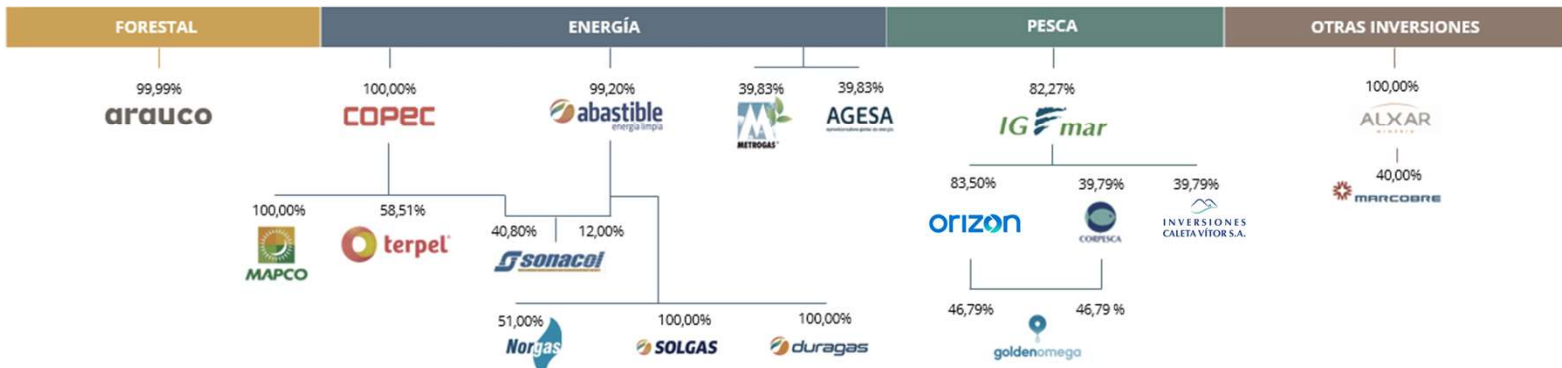 FORESTAL
ENERGÍA
PESCA
OTRAS INVERSIONES
99,99%
arauco
100,00%
COPEC
99,20%
abastible
energía limpia
39,83%
METROGAS
39,83%
AGESA
82,27%
IG mar
100,00%
ALXAR
MINERÍA
100,00%
MAPCO
58,51%
terpel
40,80%
12,00%
sonacol
83,50%
orizon
39,79%
CORPESCA
39,79%
INVERSIONES
CALETA VÍTOR S.A.
40,00%
MARCOBRE
51,00%
Norgas
100,00%
SOLGAS
100,00%
duragas
46,79%
46,79 %
goldenomega